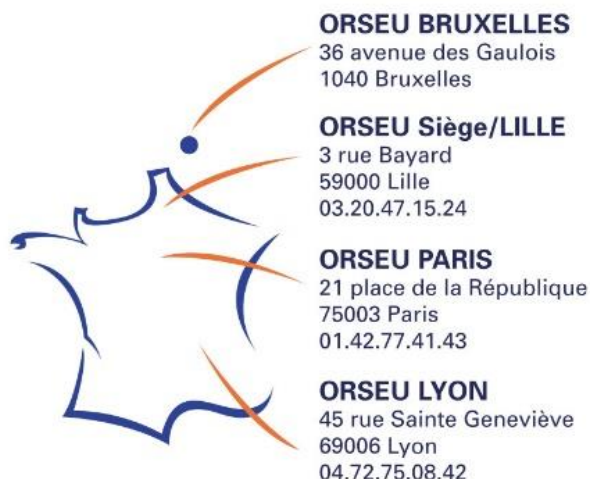 ORSEU BRUXELLES
36 avenue des Gaulois
1040 Bruxelles
ORSEU Siège/LILLE
3 rue Bayard
59000 Lille
03.20.47.15.24
ORSEU PARIS
21 place de la République
75003 Paris
01.42.77.41.43
ORSEU LYON
45 rue Sainte Geneviève
69006 Lyon
04.72.75.08.42